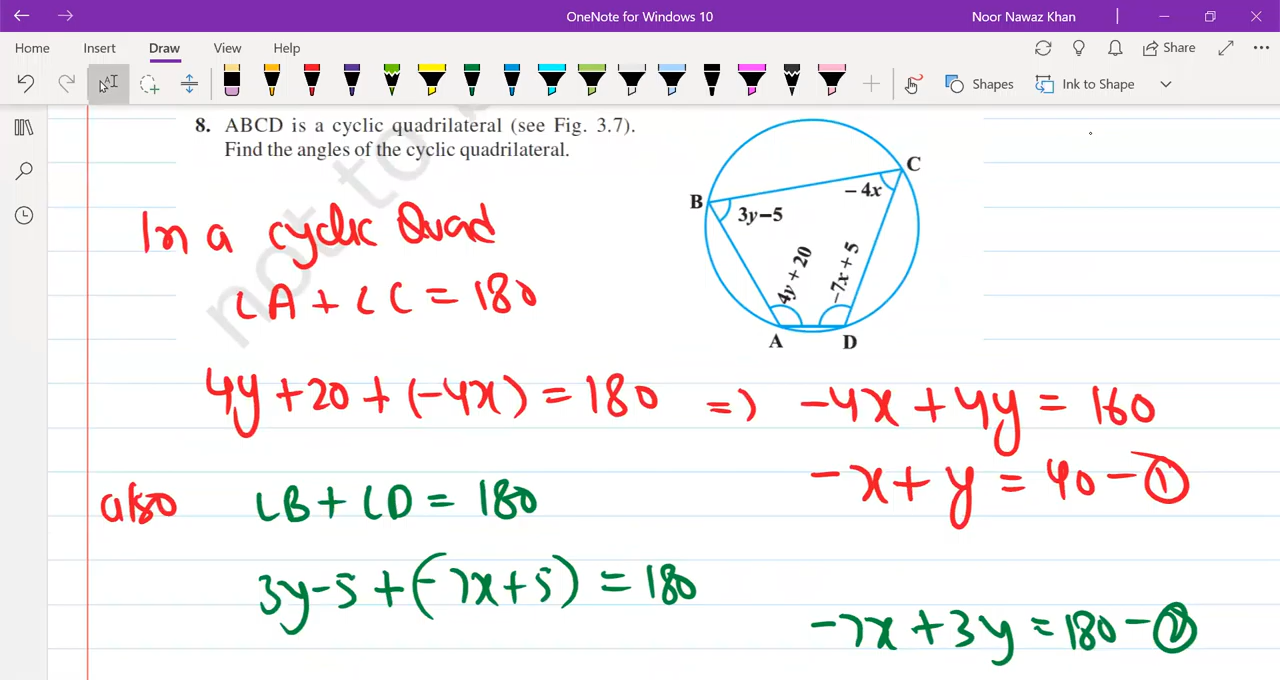 OneNote for Windows 10
Noor Nawaz Khan
Home Insert Draw View Help
Share
Shapes
Ink to Shape
8. ABCD is a cyclic quadrilateral (see Fig. 3.7).
Find the angles of the cyclic quadrilateral.
not to
C
– 4x
B
3y–5
4y + 20
–7x + 5
A
D
In a cyclic Quad
∠A + ∠C = 180
4y + 20 + (-4x) = 180 => -4x + 4y = 160
-x + y = 40 - ①
also ∠B + ∠D = 180
3y - 5 + (-7x + 5) = 180
-7x + 3y = 180 - ②